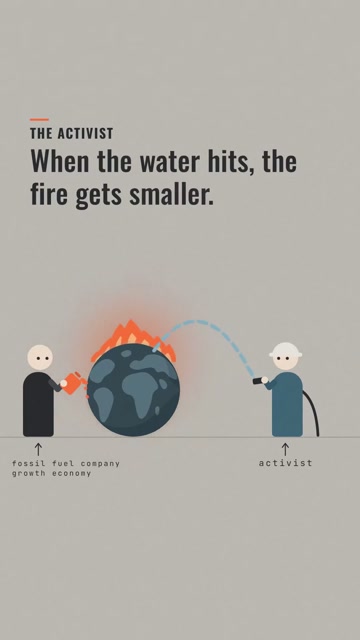 THE ACTIVIST
When the water hits, the
fire gets smaller.
fossil fuel company
growth economy
activist